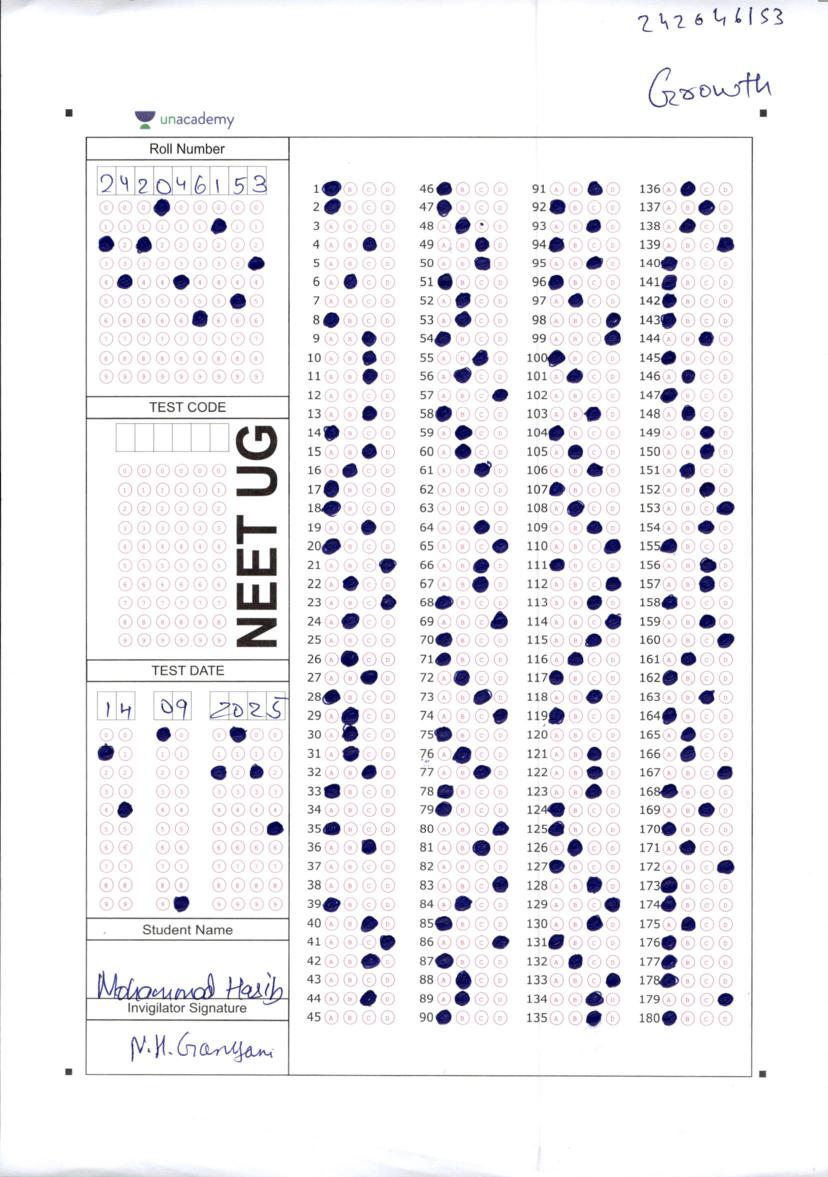 242046153
Growth
unacademy
Roll Number
242046153
TEST CODE
NEET UG
TEST DATE
14 09 2025
Student Name
Mohammad Hasib
Invigilator Signature
1 46 91 136
2 47 92 137
3 48 93 138
4 49 94 139
5 50 95 140
6 51 96 141
7 52 97 142
8 53 98 143
9 54 99 144
10 55 100 145
11 56 101 146
12 57 102 147
13 58 103 148
14 59 104 149
15 60 105 150
16 61 106 151
17 62 107 152
18 63 108 153
19 64 109 154
20 65 110 155
21 66 111 156
22 67 112 157
23 68 113 158
24 69 114 159
25 70 115 160
26 71 116 161
27 72 117 162
28 73 118 163
29 74 119 164
30 75 120 165
31 76 121 166
32 77 122 167
33 78 123 168
34 79 124 169
35 80 125 170
36 81 126 171
37 82 127 172
38 83 128 173
39 84 129 174
40 85 130 175
41 86 131 176
42 87 132 177
43 88 133 178
44 89 134 179
45 90 135 180